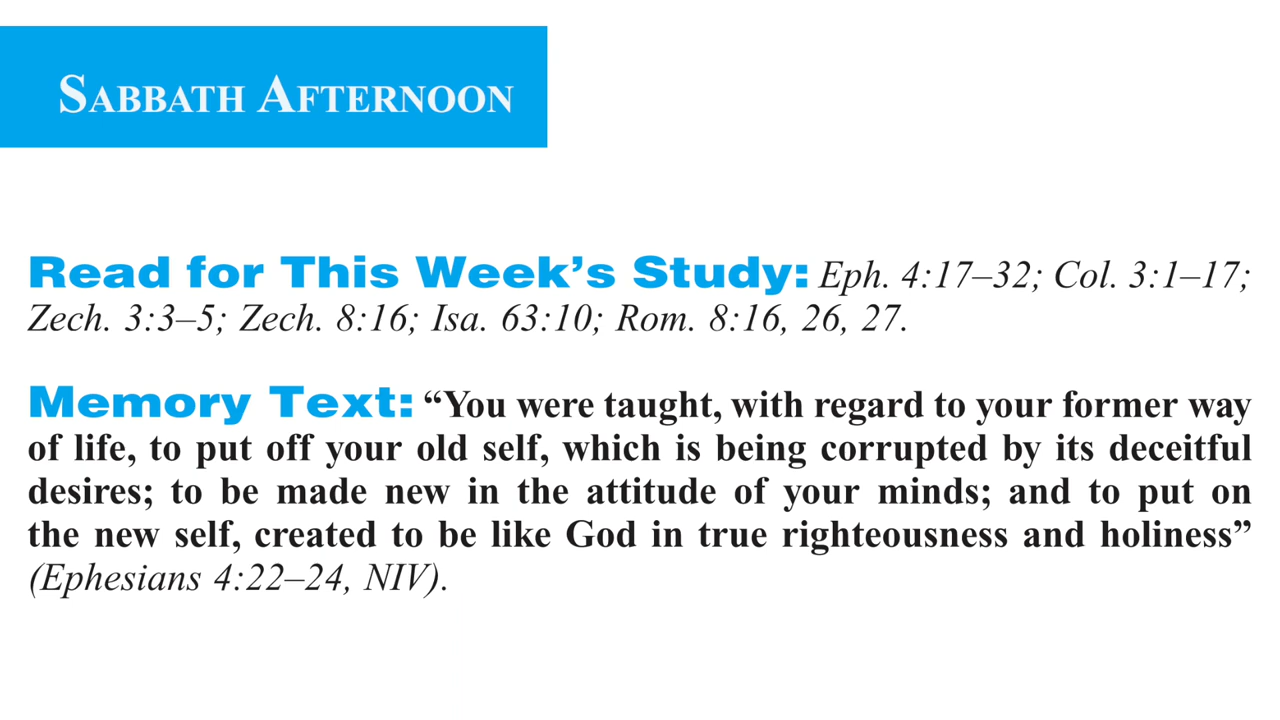 SABBATH AFTERNOON
Read for This Week’s Study: Eph. 4:17–32; Col. 3:1–17;
Zech. 3:3–5; Zech. 8:16; Isa. 63:10; Rom. 8:16, 26, 27.
Memory Text: “You were taught, with regard to your former way
of life, to put off your old self, which is being corrupted by its deceitful
desires; to be made new in the attitude of your minds; and to put on
the new self, created to be like God in true righteousness and holiness”
(Ephesians 4:22–24, NIV).